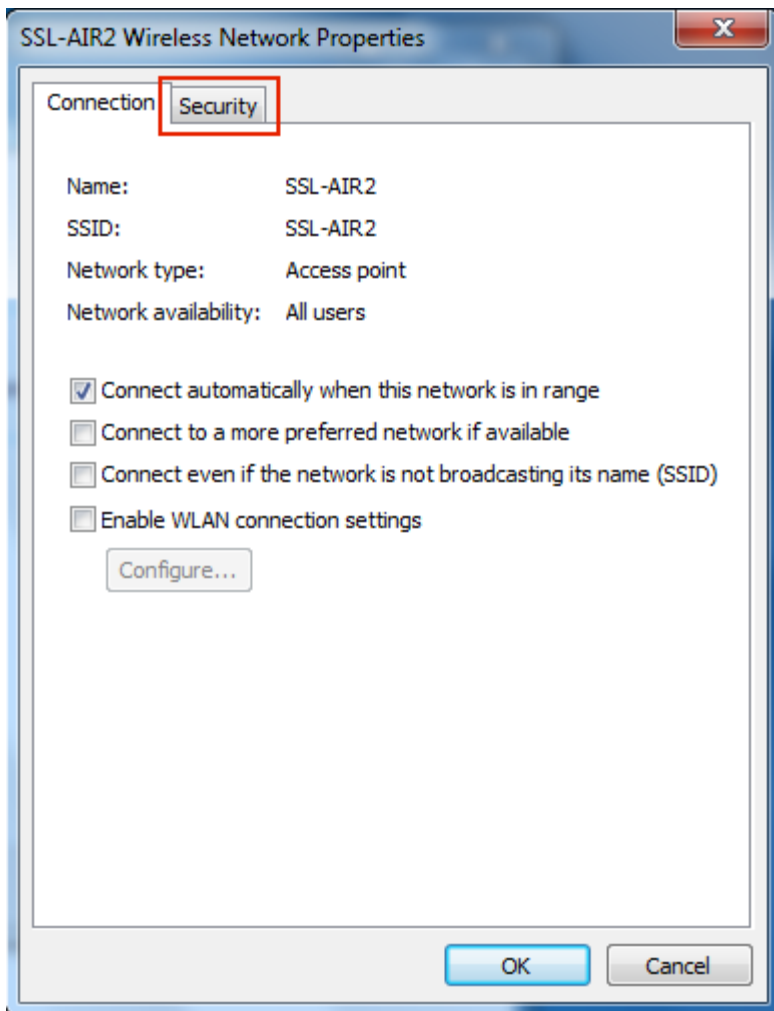 SSL-AIR2 Wireless Network Properties
Connection Security
Name: SSL-AIR2
SSID: SSL-AIR2
Network type: Access point
Network availability: All users
Connect automatically when this network is in range
Connect to a more preferred network if available
Connect even if the network is not broadcasting its name (SSID)
Enable WLAN connection settings
Configure...
OK Cancel